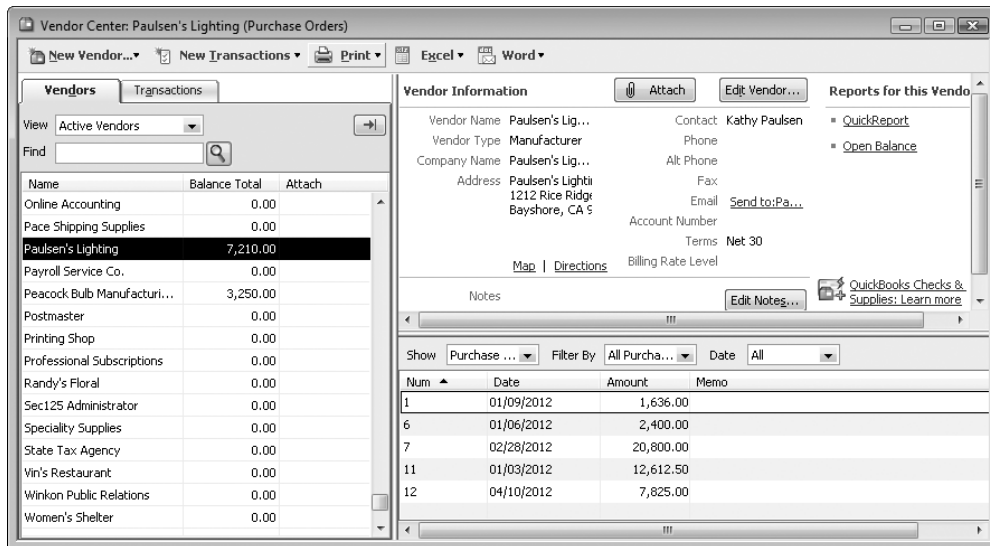 Vendor Center: Paulsen's Lighting (Purchase Orders)
New Vendor... New Transactions Print Excel Word
Vendors Transactions
View Active Vendors
Find
Name Balance Total Attach
Online Accounting 0.00
Pace Shipping Supplies 0.00
Paulsen's Lighting 7,210.00
Payroll Service Co. 0.00
Peacock Bulb Manufacturi... 3,250.00
Postmaster 0.00
Printing Shop 0.00
Professional Subscriptions 0.00
Randy's Floral 0.00
Sec125 Administrator 0.00
Speciality Supplies 0.00
State Tax Agency 0.00
Vin's Restaurant 0.00
Winkon Public Relations 0.00
Women's Shelter 0.00
Vendor Information Attach Edit Vendor... Reports for this Vendo
Vendor Name Paulsen's Lig... Contact Kathy Paulsen QuickReport
Vendor Type Manufacturer Phone Open Balance
Company Name Paulsen's Lig... Alt Phone
Address Paulsen's Lighti Fax
1212 Rice Ridge Email Send to:Pa...
Bayshore, CA 9 Account Number
Terms Net 30
Map | Directions Billing Rate Level
Notes Edit Notes... QuickBooks Checks &
Supplies: Learn more
Show Purchase ... Filter By All Purcha... Date All
Num Date Amount Memo
1 01/09/2012 1,636.00
6 01/06/2012 2,400.00
7 02/28/2012 20,800.00
11 01/03/2012 12,612.50
12 04/10/2012 7,825.00